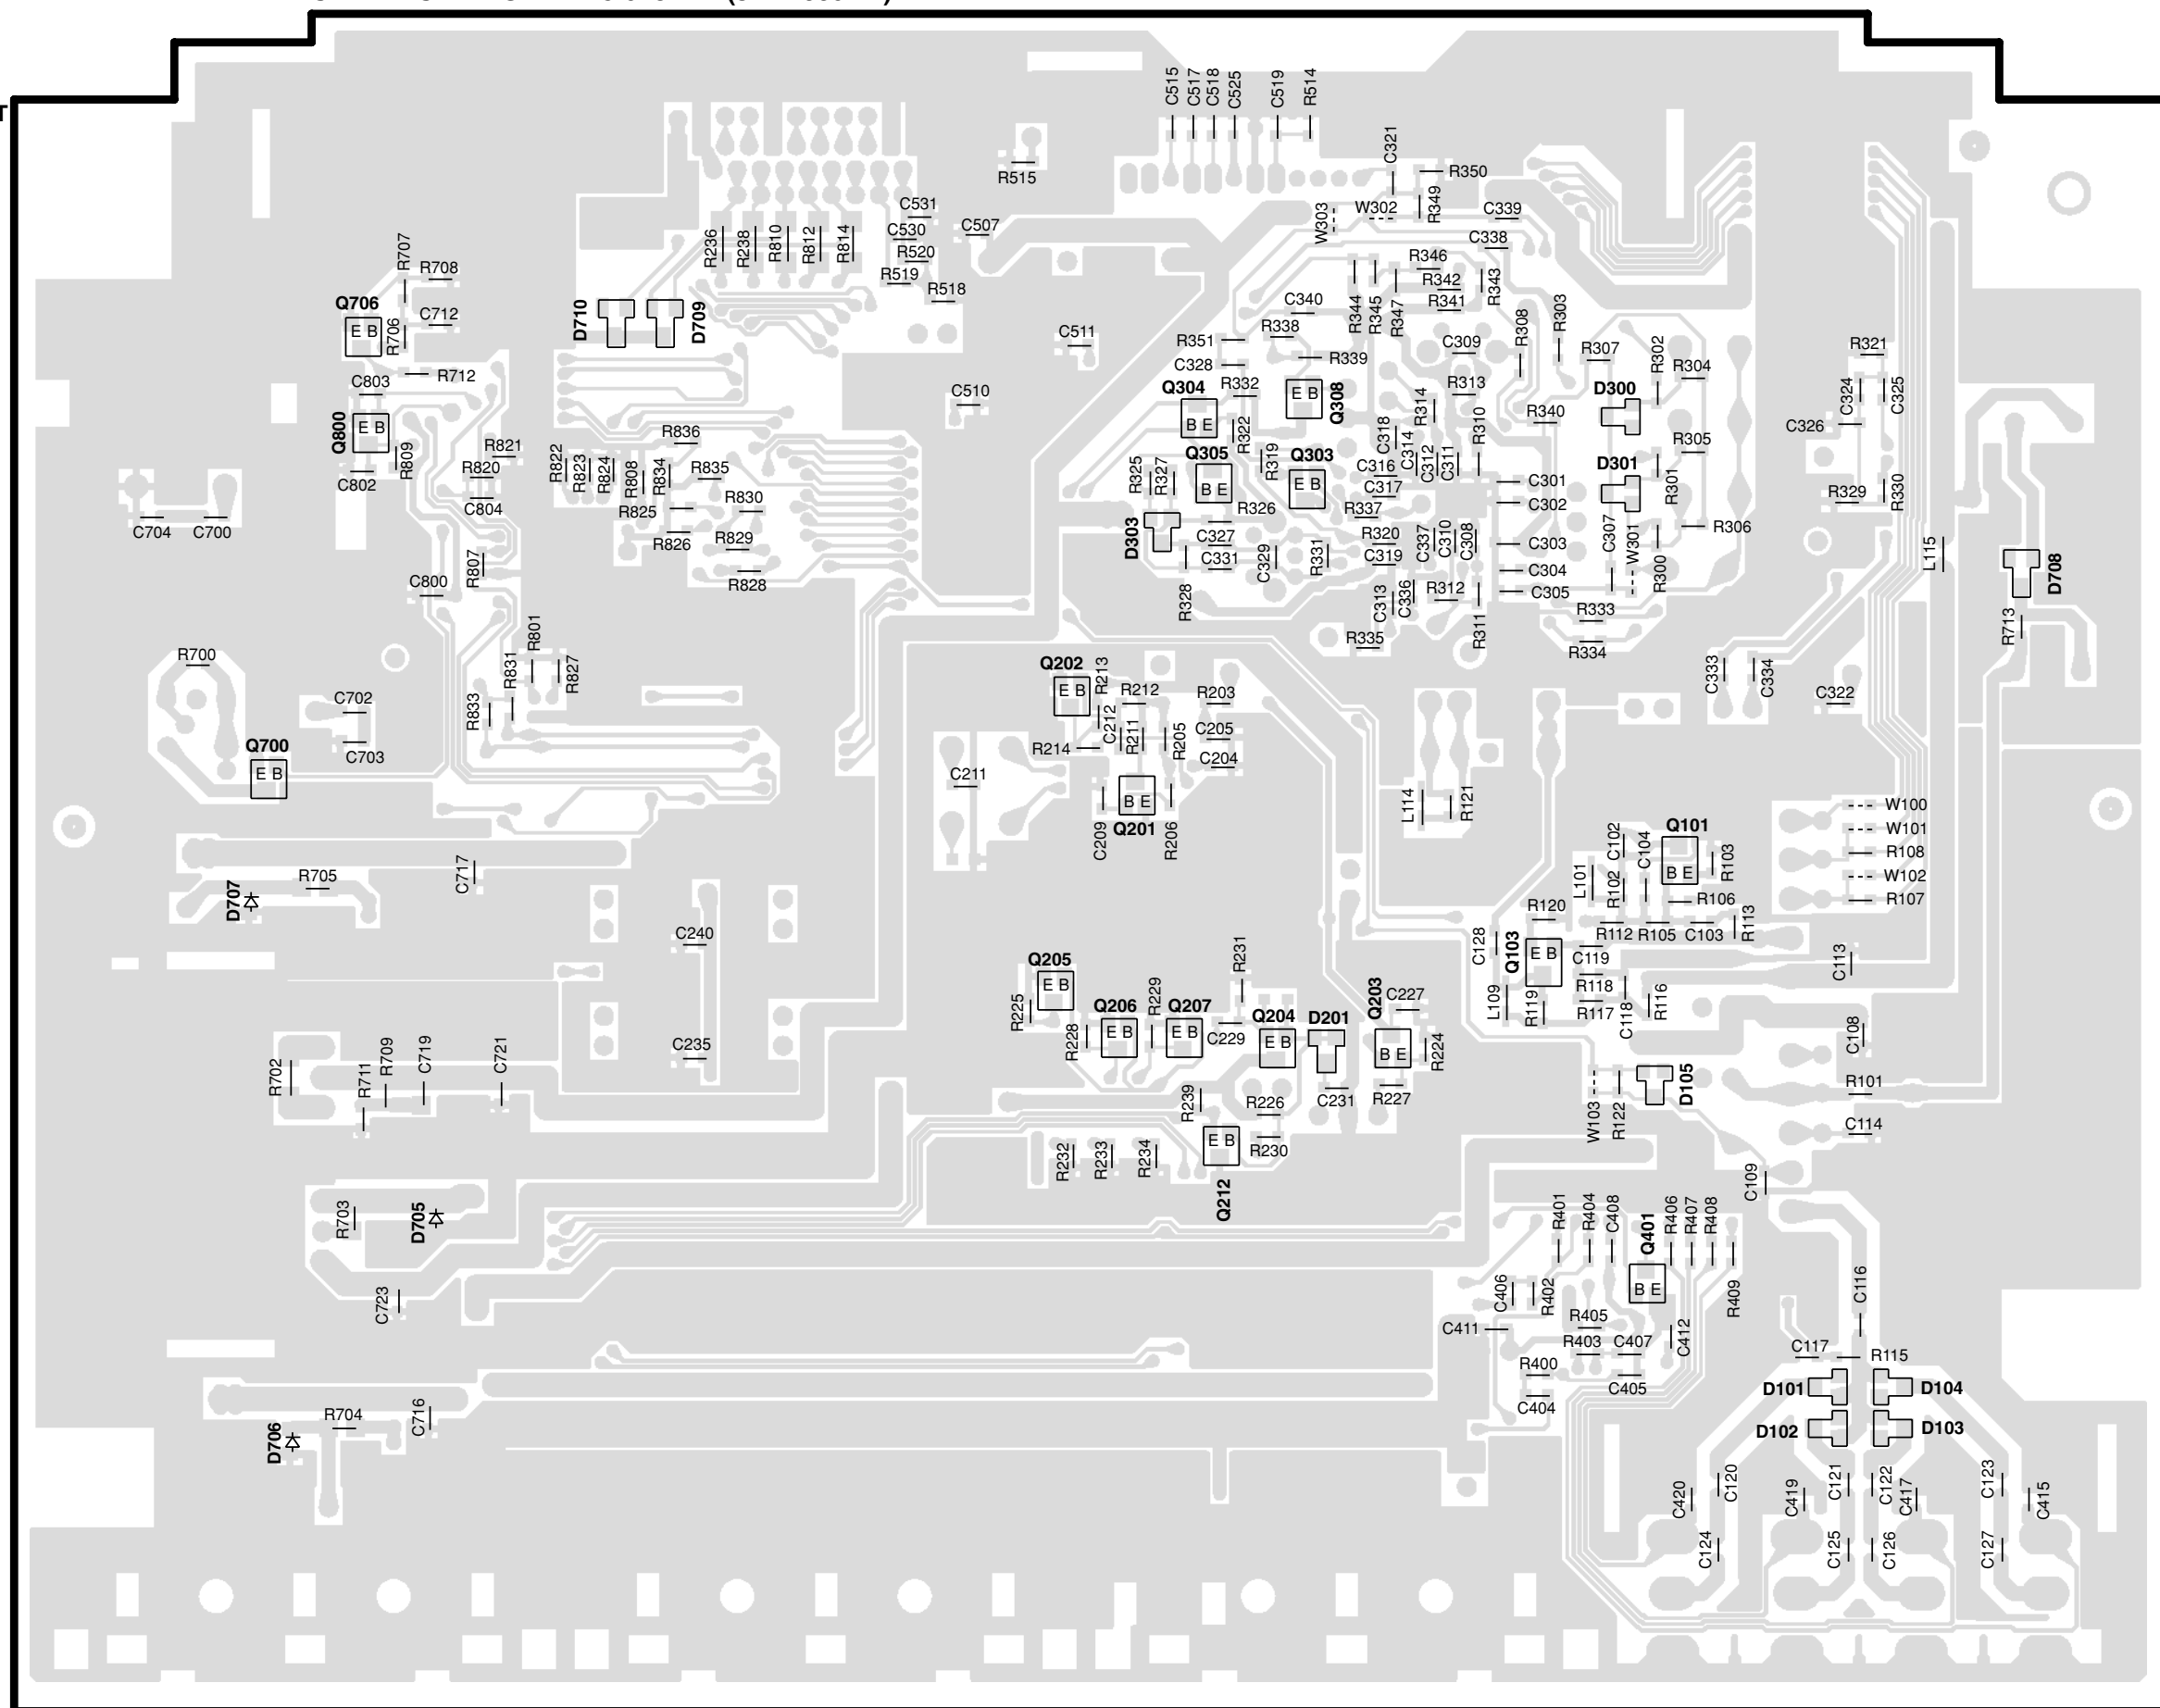 T
C515
C517
C518
C525
C519
R514
C321
R350
R515
R349
W302
W303
C339
C531
C530
C507
R520
R519
R518
R236
R238
R810
R812
R814
C338
R346
R342
R341
R343
R344
R345
R347
R707
R708
Q706
E B
C712
R706
R712
D710
D709
C340
C511
R351
R338
C328
R339
C309
R308
R303
R307
R302
R304
R321
C324
C325
C326
C803
Q800
E B
R809
C802
R821
R820
C804
C510
Q304
B E
R332
E B
Q308
R322
R314
R313
R310
R340
D300
C318
C314
C312
C311
R305
D301
R301
R836
R822
R823
R824
R808
R834
R835
R830
R825
R826
R829
R828
R325
R327
Q305
B E
R319
Q303
E B
C316
C317
C301
C302
R329
R330
C704
C700
R326
R337
D303
C327
C331
C329
R331
R320
C319
C337
C310
C308
C303
C304
C305
C307
W301
R300
R306
L115
D708
R807
C800
R328
C313
C336
R312
R311
R333
R334
R335
R713
R700
R801
R831
R827
R833
C702
C703
Q700
E B
Q202
E B
R213
R212
R203
C212
R211
R205
C205
C204
R214
C333
C334
C322
C211
B E
Q201
C209
R206
L114
R121
W100
W101
R108
W102
R107
C102
C104
Q101
B E
R103
L101
R102
R106
D707
R705
C717
R120
R112
R105
C103
R113
C240
C128
Q103
E B
C119
C113
Q205
E B
R231
R225
Q206
E B
R229
Q207
E B
R228
C229
Q204
E B
D201
Q203
B E
C227
R224
L109
R119
R118
R117
C118
R116
C235
C108
R702
R711
R709
C719
C721
R239
R226
C231
R227
D105
W103
R122
R101
C114
R232
R233
R234
E B
R230
Q212
C109
R703
D705
R401
R404
C408
Q401
B E
R406
R407
R408
R409
C723
C406
R402
C116
C411
R405
R403
C407
C412
C117
R115
R400
C405
C404
D101
D104
D102
D103
D706
R704
C716
C420
C120
C419
C121
C122
C417
C123
C415
C124
C125
C126
C127